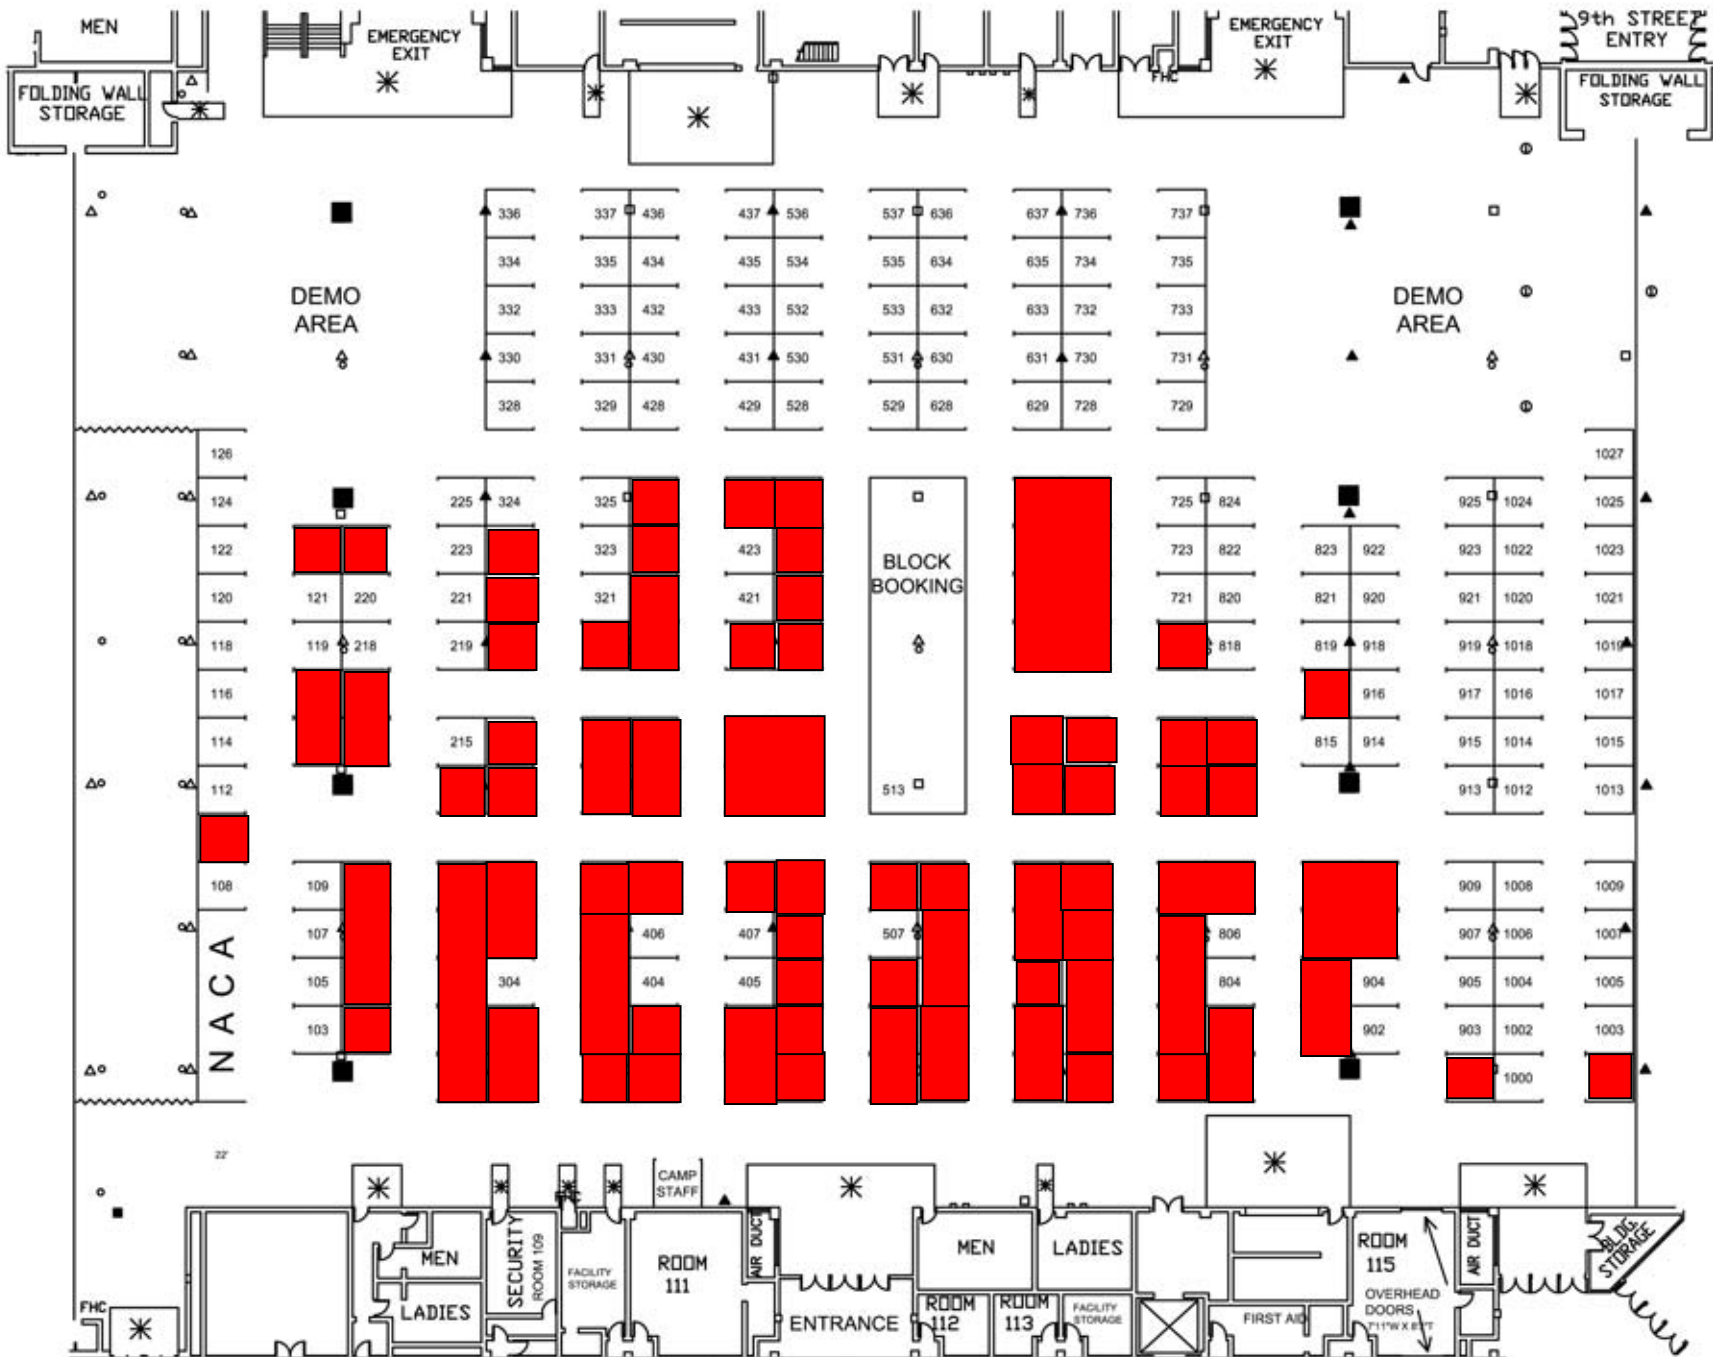 MEN
EMERGENCY
EXIT
EMERGENCY
EXIT
9th STREET
ENTRY
FHC
FOLDING WALL
STORAGE
FOLDING WALL
STORAGE
336 337 436 437 536 537 636 637 736 737
334 335 434 435 534 535 634 635 734 735
DEMO
AREA
DEMO
AREA
332 333 432 433 532 533 632 633 732 733
330 331 430 431 530 531 630 631 730 731
328 329 428 429 528 529 628 629 728 729
126 1027
124 225 324 325 725 824 925 1024 1025
122 223 323 423 723 822 823 922 923 1022 1023
BLOCK
BOOKING
120 121 220 221 321 421 721 820 821 920 921 1020 1021
118 119 218 219 818 819 918 919 1018 1019
116 916 917 1016 1017
114 215 815 914 915 1014 1015
112 513 913 1012 1013
108 109 909 1008 1009
107 406 407 507 806 907 1006 1007
105 304 404 405 804 904 905 1004 1005
103 902 903 1002 1003
1000
NACA
22'
CAMP
STAFF
FHC
MEN
LADIES
SECURITY
ROOM 109
FACILITY
STORAGE
ROOM
111
AIR DUCT
ENTRANCE
MEN
LADIES
ROOM
112
ROOM
113
FACILITY
STORAGE
FIRST AID
ROOM
115
OVERHEAD
DOORS
AIR DUCT
BLDG
STORAGE
FHC